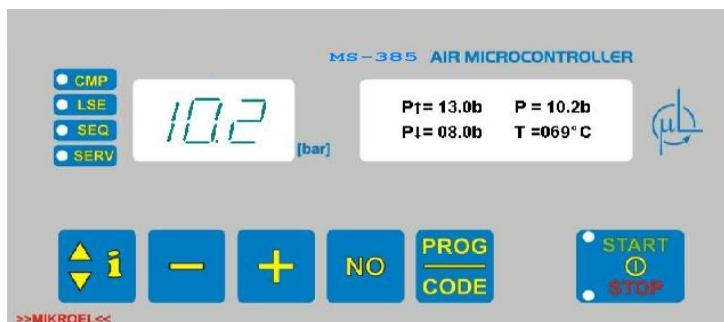 MS-385 AIR MICROCONTROLLER
CMP
LSE
SEQ
SERV
10.2
[bar]
P↑= 13.0b P = 10.2b
P↓= 08.0b T =069°C
µL
i
NO
PROG
CODE
START
STOP
>>MIKROEL<<